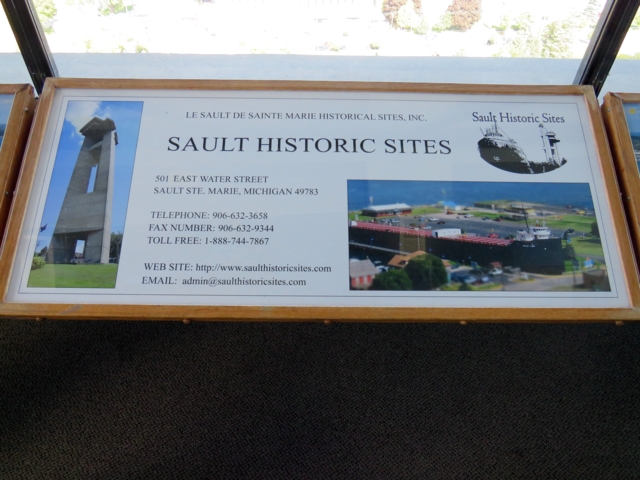 LE SAULT DE SAINTE MARIE HISTORICAL SITES, INC.
Sault Historic Sites
SAULT HISTORIC SITES
501 EAST WATER STREET
SAULT STE. MARIE, MICHIGAN 49783
TELEPHONE: 906-632-3658
FAX NUMBER: 906-632-9344
TOLL FREE: 1-888-744-7867
WEB SITE: http://www.saulthistoricsites.com
EMAIL: admin@saulthistoricsites.com